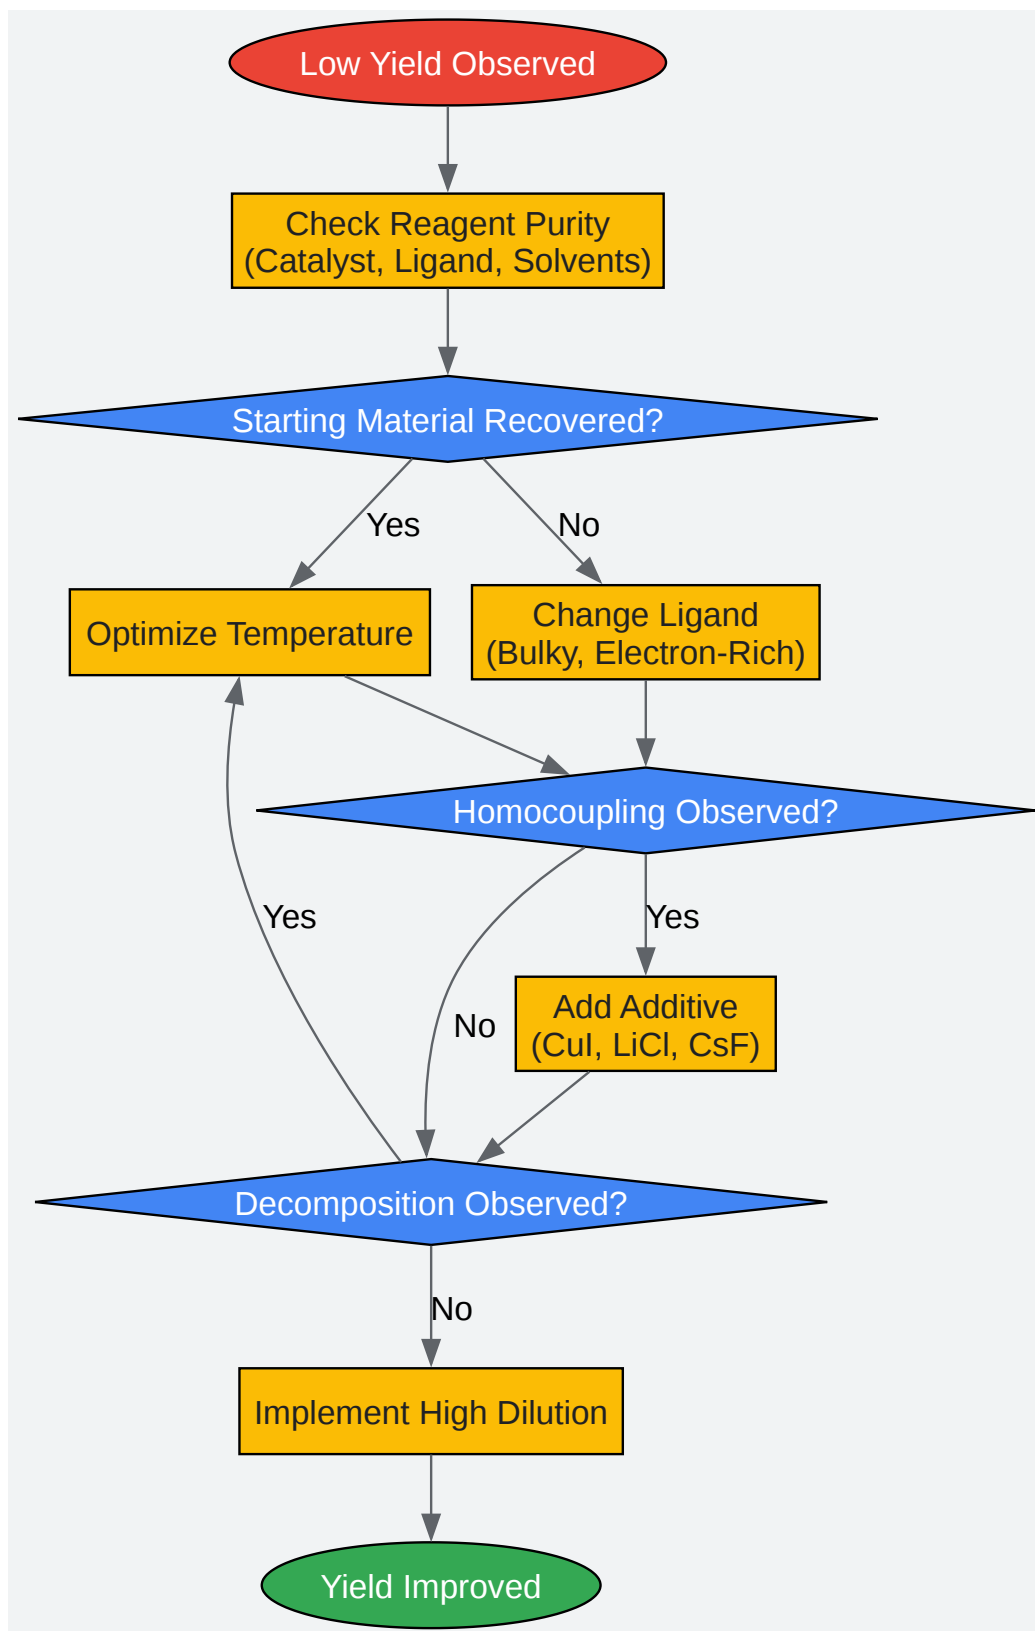 Low Yield Observed
Check Reagent Purity
(Catalyst, Ligand, Solvents)
Starting Material Recovered?
Yes
No
Optimize Temperature
Change Ligand
(Bulky, Electron-Rich)
Homocoupling Observed?
Yes
Yes
No
Add Additive
(CuI, LiCl, CsF)
Decomposition Observed?
No
Implement High Dilution
Yield Improved